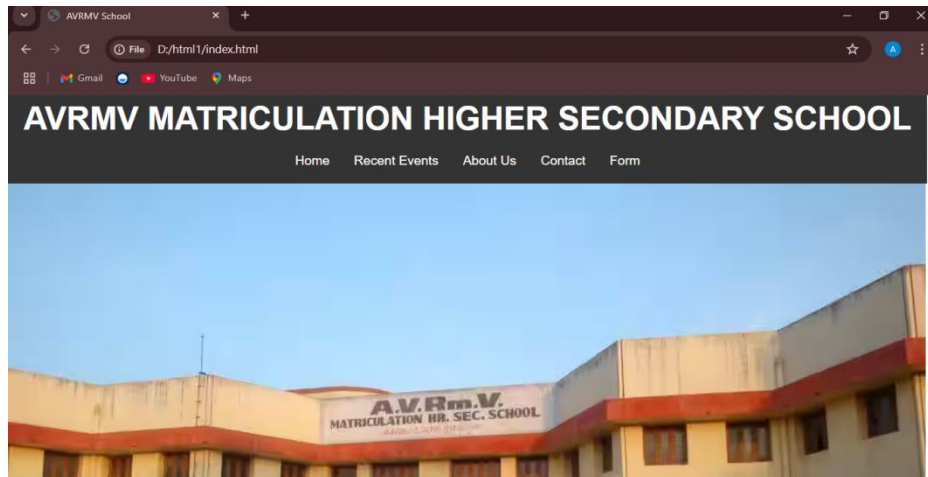 AVRMV School
File D:/html1/index.html
A
Gmail YouTube Maps
AVRMV MATRICULATION HIGHER SECONDARY SCHOOL
Home Recent Events About Us Contact Form
A.V.Rm.V.
MATRICULATION HR. SEC. SCHOOL